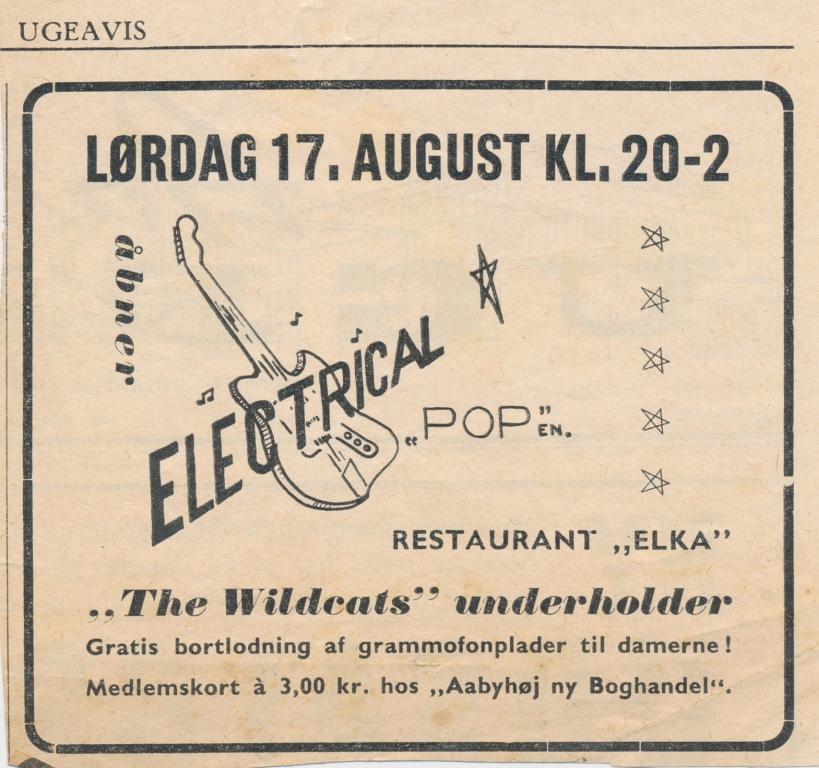 UGEAVIS
LØRDAG 17. AUGUST KL. 20-2
åbner
ELECTRICAL
„POP”EN.
RESTAURANT „ELKA”
„The Wildcats” underholder
Gratis bortlodning af grammofonplader til damerne!
Medlemskort à 3,00 kr. hos „Aabyhøj ny Boghandel“.